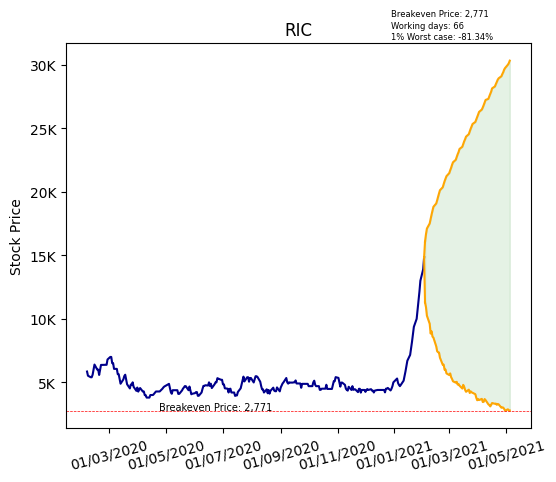 Breakeven Price: 2,771
Working days: 66
1% Worst case: -81.34%
RIC
Stock Price
30K
25K
20K
15K
10K
5K
Breakeven Price: 2,771
01/03/2020
01/05/2020
01/07/2020
01/09/2020
01/11/2020
01/01/2021
01/03/2021
01/05/2021